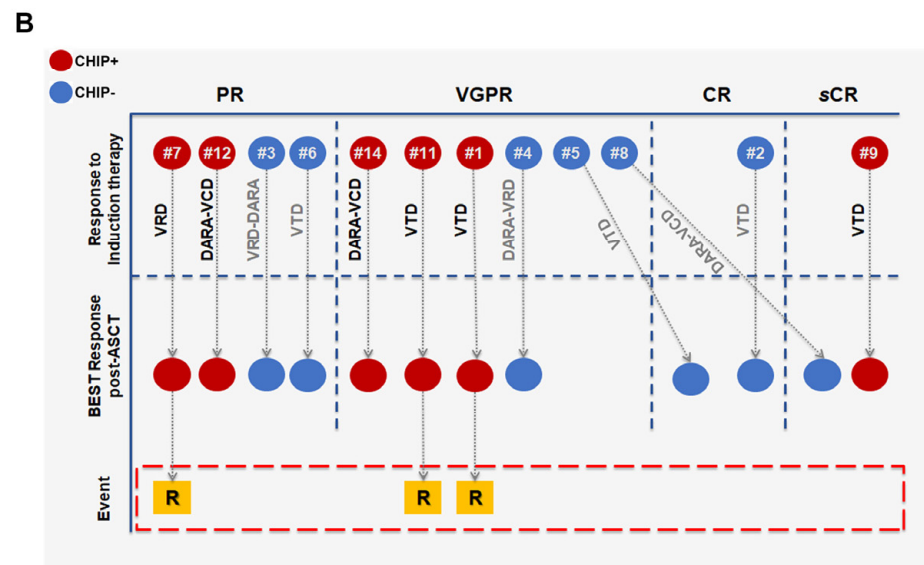 B
CHIP+
CHIP-
PR VGPR CR sCR
Response to
Induction therapy
#7 #12 #3 #6 #14 #11 #1 #4 #5 #8 #2 #9
VRD DARA-VCD VRD-DARA VTD DARA-VCD VTD VTD DARA-VRD VTD DARA-VCD VTD VTD
BEST Response
post-ASCT
Event
R R R